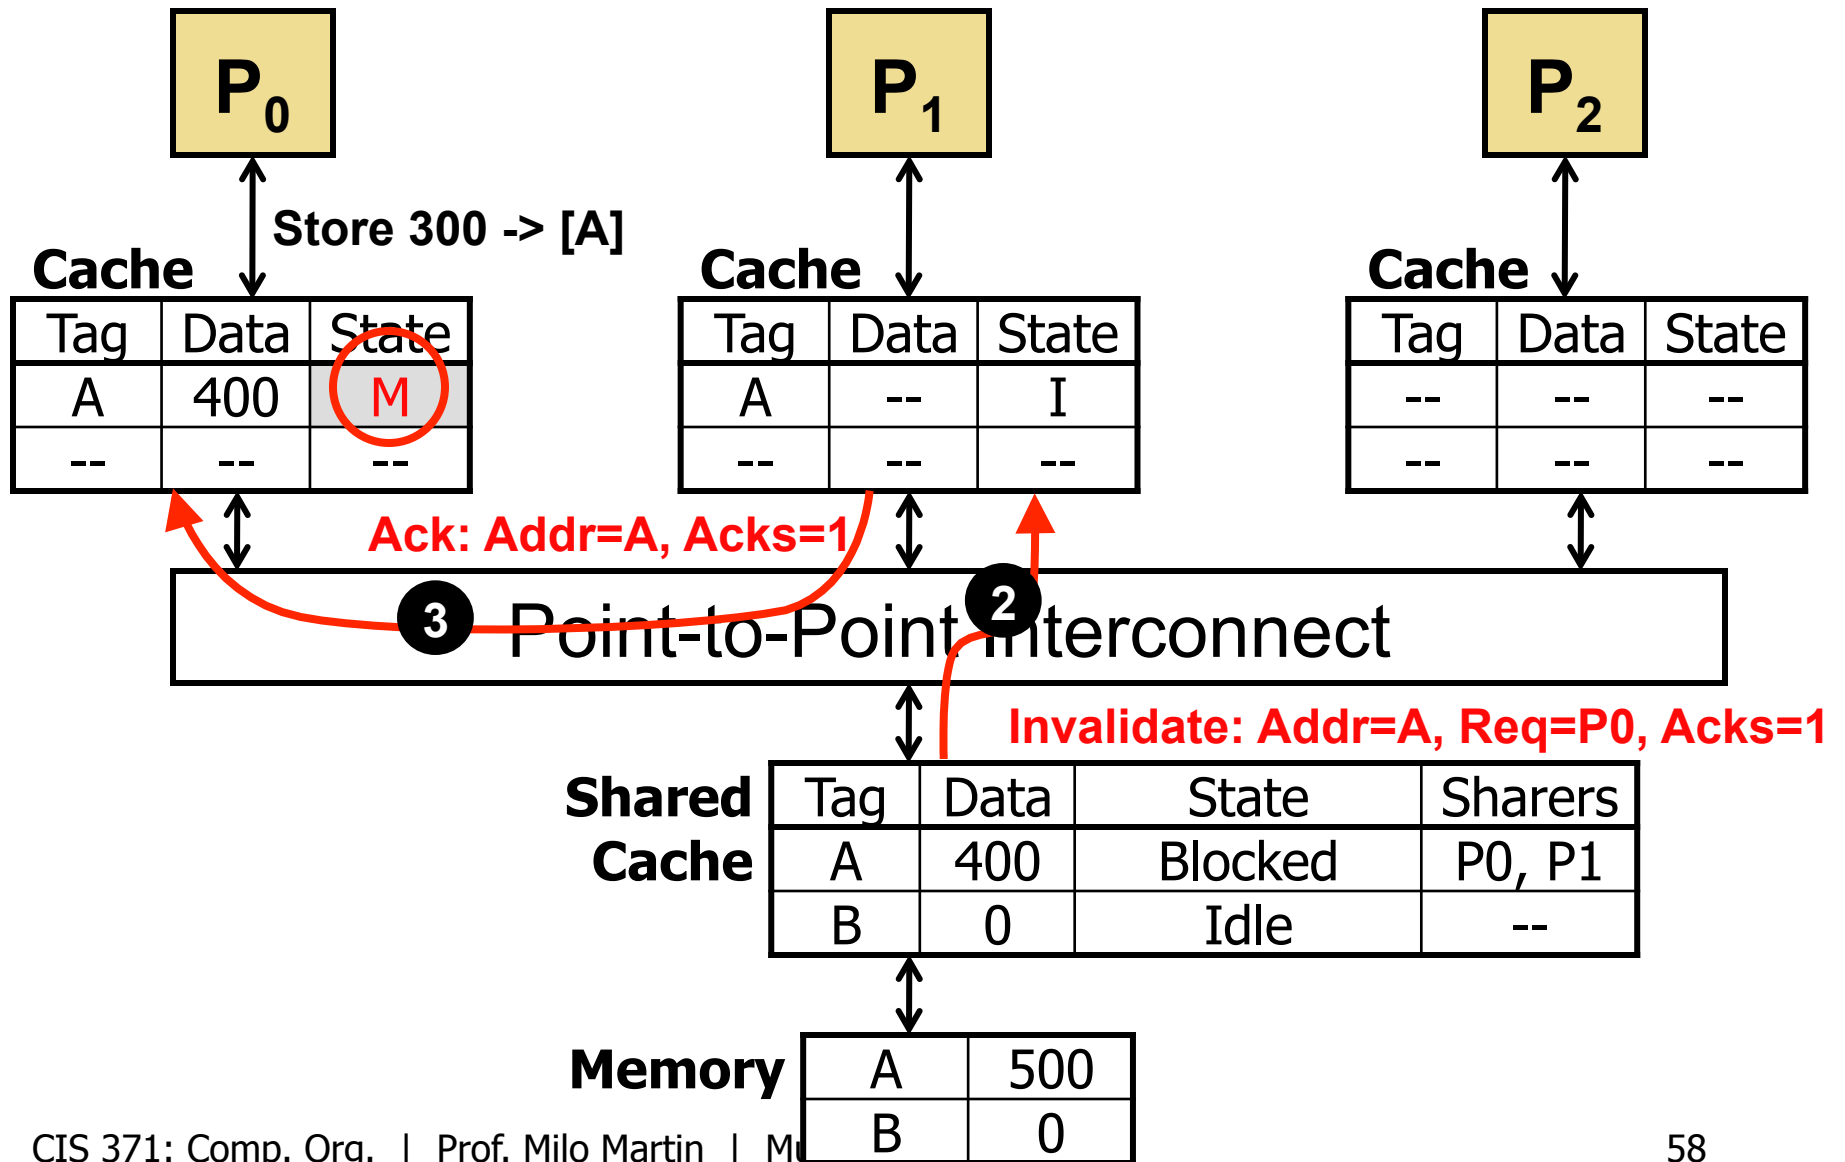 P0 P1 P2
Store 300 -> [A]
Cache Cache Cache
Tag Data State Tag Data State Tag Data State
A 400 M A -- I -- -- --
-- -- -- -- -- -- -- -- --
Ack: Addr=A, Acks=1
3 Point-to-Point 2 Interconnect
Invalidate: Addr=A, Req=P0, Acks=1
Shared Tag Data State Sharers
Cache A 400 Blocked P0, P1
B 0 Idle --
Memory A 500
B 0
CIS 371: Comp. Org. | Prof. Milo Martin | 58